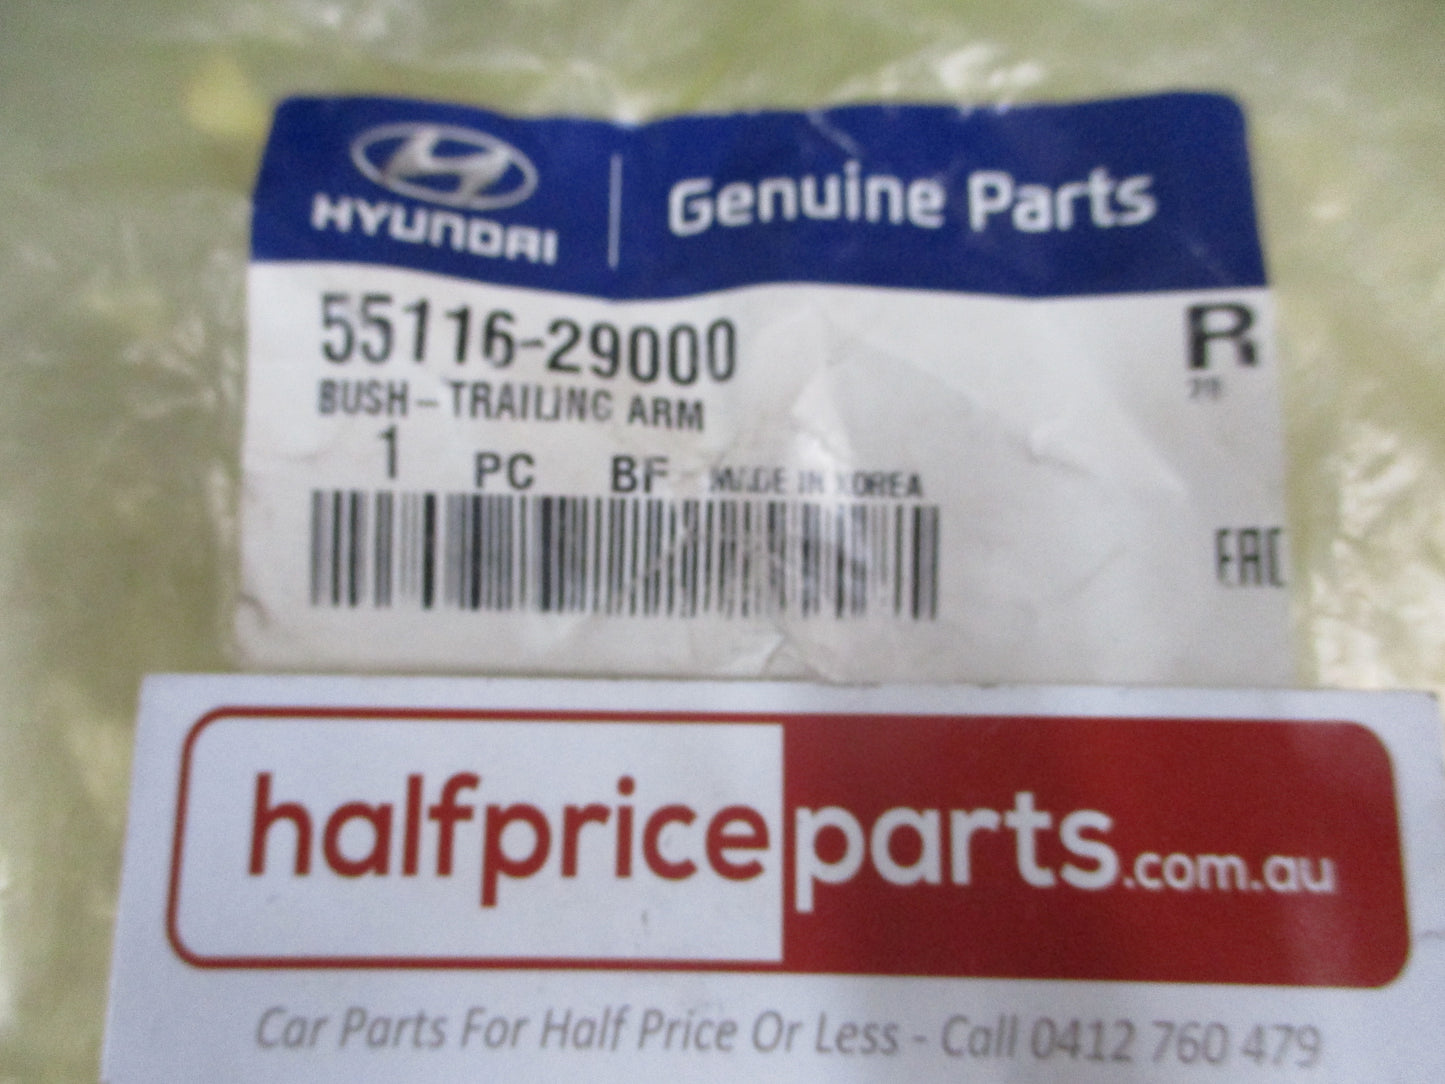 HYUNDAI
Genuine Parts
55116-29000
R
BUSH-TRAILING ARM
1 PC BF MADE IN KOREA
EAC
halfpriceparts.com.au
Car Parts For Half Price Or Less - Call 0412 760 479